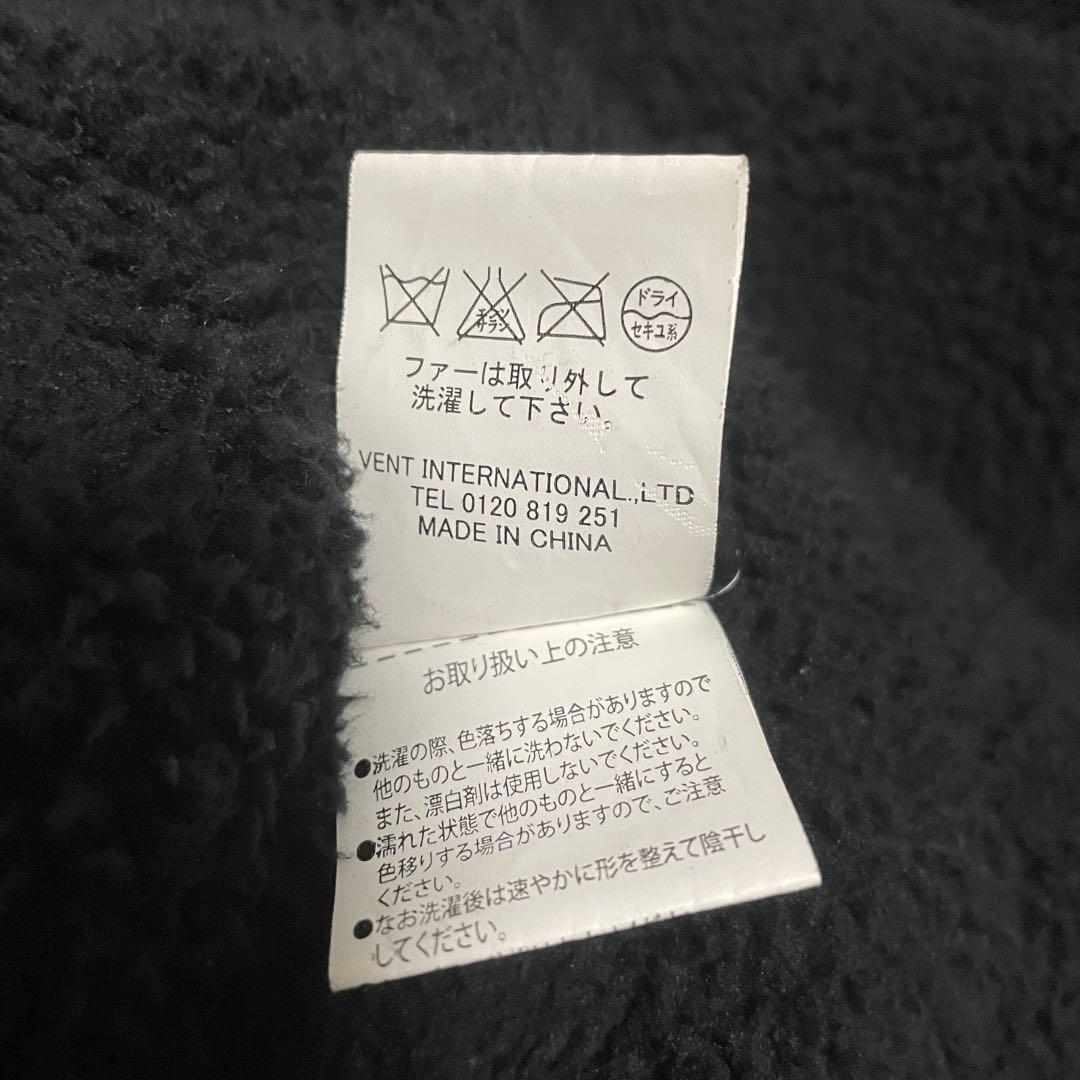 エンソ
サラシ
ドライ
セキユ系
ファーは取り外して
洗濯して下さい。
VENT INTERNATIONAL.,LTD
TEL 0120 819 251
MADE IN CHINA
お取り扱い上の注意
●洗濯の際、色落ちする場合がありますので
他のものと一緒に洗わないでください。
また、漂白剤は使用しないでください。
●濡れた状態で他のものと一緒にすると
色移りする場合がありますので、ご注意
ください。
●なお洗濯後は速やかに形を整えて陰干し
してください。